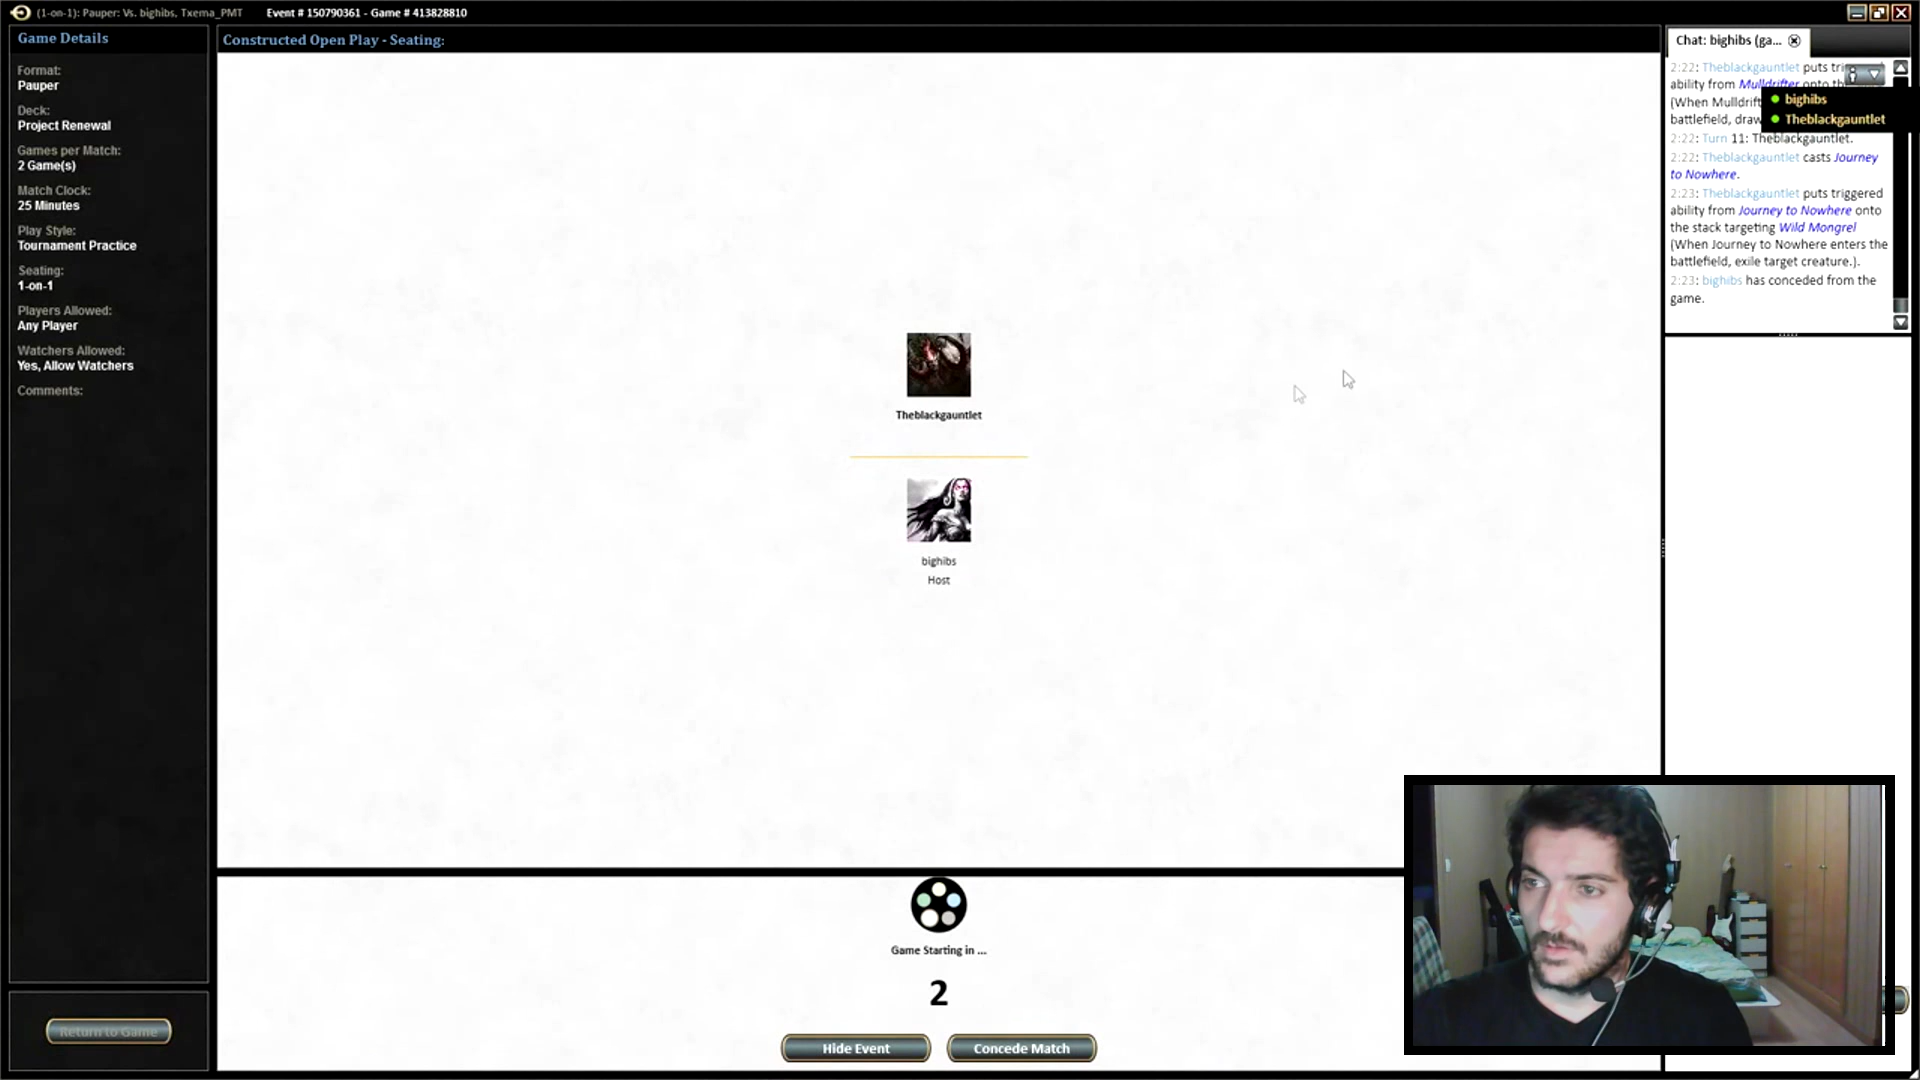 (1-on-1): Pauper: Vs. bighibs, Txema_PMT
Event # 150790361 - Game # 413828810
Game Details
Format:
Pauper
Deck:
Project Renewal
Games per Match:
2 Game(s)
Match Clock:
25 Minutes
Play Style:
Tournament Practice
Seating:
1-on-1
Players Allowed:
Any Player
Watchers Allowed:
Yes, Allow Watchers
Comments:
Return to Game
Constructed Open Play - Seating:
Theblackgauntlet
bighibs
Host
Game Starting in ...
2
Hide Event
Concede Match
Chat: bighibs (ga...
2:22: Theblackgauntlet puts
ability from Mulldrifter onto
(When Mulldrift
battlefield, draw
bighibs
Theblackgauntlet
2:22: Turn 11: Theblackgauntlet.
2:22: Theblackgauntlet casts Journey
to Nowhere.
2:23: Theblackgauntlet puts triggered
ability from Journey to Nowhere onto
the stack targeting Wild Mongrel
(When Journey to Nowhere enters the
battlefield, exile target creature.).
2:23: bighibs has conceded from the
game.